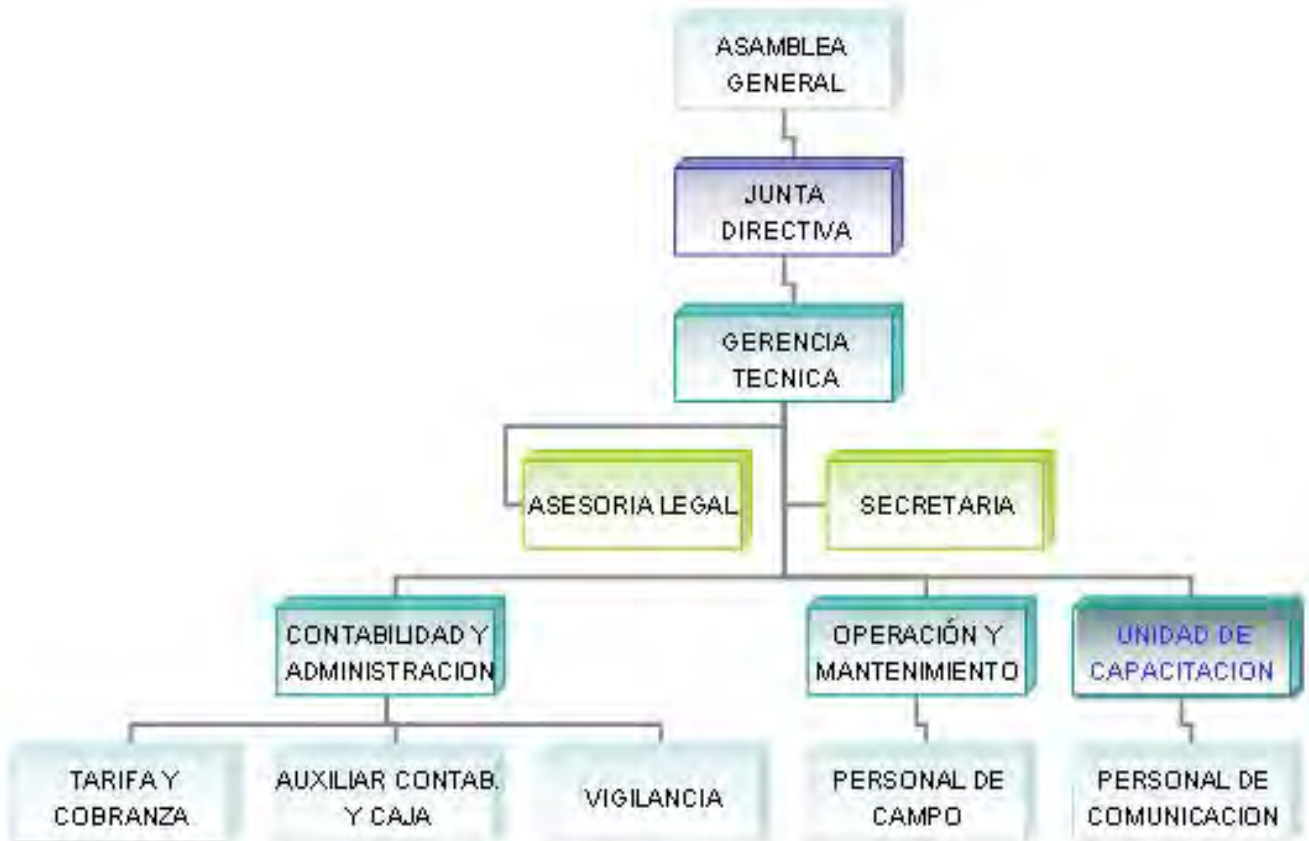 ASAMBLEA
GENERAL
JUNTA
DIRECTIVA
GERENCIA
TECNICA
ASESORIA LEGAL
SECRETARIA
CONTABILIDAD Y
ADMINISTRACION
OPERACIÓN Y
MANTENIMIENTO
UNIDAD DE
CAPACITACION
TARIFA Y
COBRANZA
AUXILIAR CONTAB.
Y CAJA
VIGILANCIA
PERSONAL DE
CAMPO
PERSONAL DE
COMUNICACION